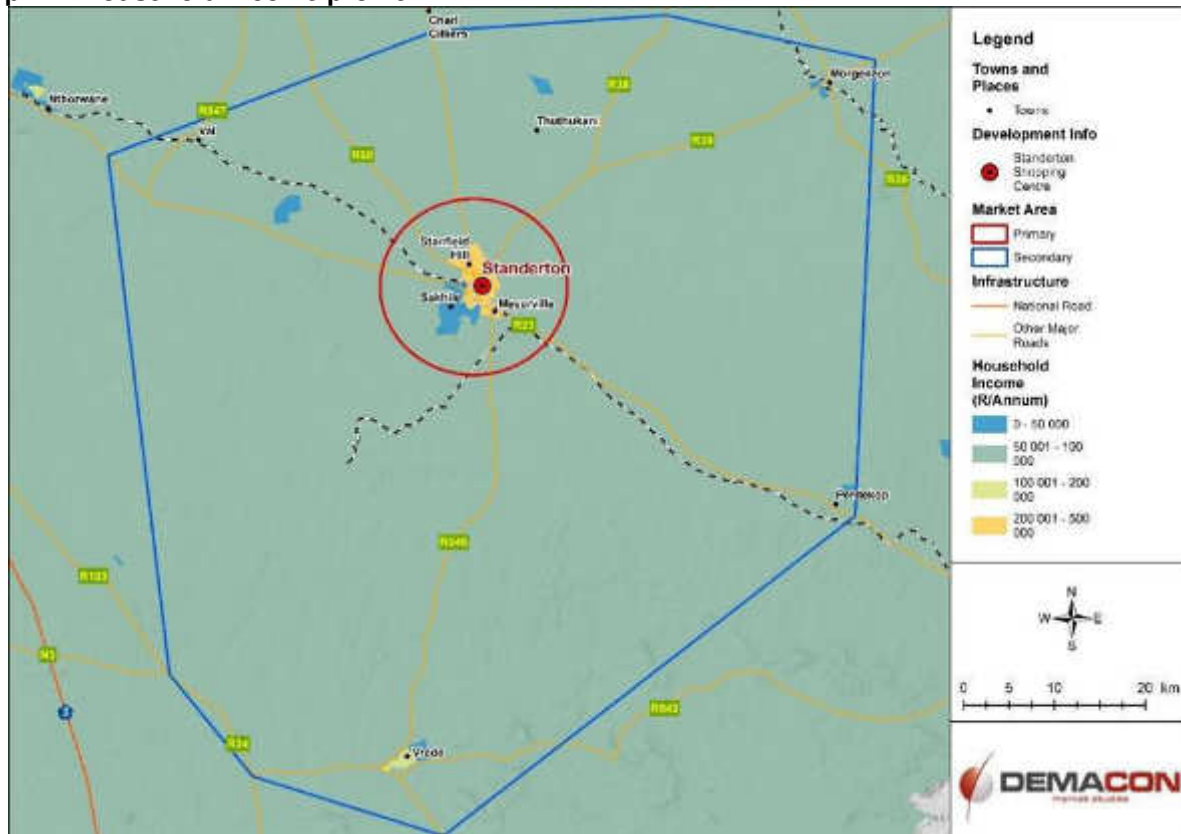 Charl
Cilliers
Nthorwane
Val
R547
R50
Thuthukani
R38
R39
Morgenzon
R35
Stanfield
Hill
Standerton
Sakhile
Meyerville
R23
Perdekop
R546
R103
N3
3
R34
Vrede
R543
Legend
Towns and
Places
Towns
Development Info
Standerton
Shopping
Centre
Market Area
Primary
Secondary
Infrastructure
National Road
Other Major
Roads
Household
Income
(R/Annum)
0 - 50 000
50 001 - 100
000
100 001 - 200
000
200 001 - 500
000
N
W E
S
0 5 10 20 km
DEMACON
market studies